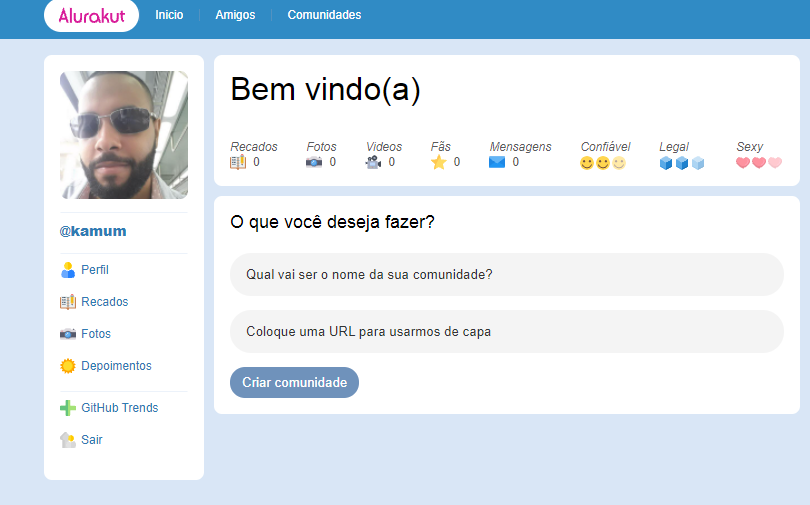 Alurakut Inicio Amigos Comunidades
@kamum
Perfil
Recados
Fotos
Depoimentos
GitHub Trends
Sair
Bem vindo(a)
Recados Fotos Videos Fãs Mensagens Confiável Legal Sexy
0 0 0 0 0
O que você deseja fazer?
Qual vai ser o nome da sua comunidade?
Coloque uma URL para usarmos de capa
Criar comunidade